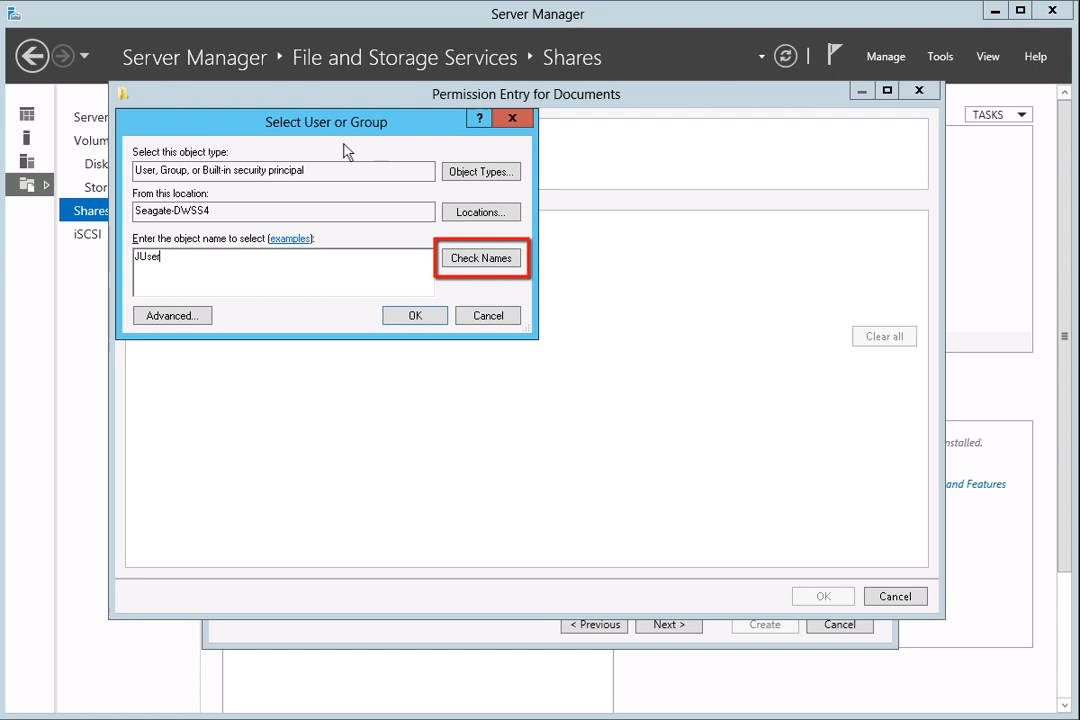 Server Manager
Server Manager ‣ File and Storage Services ‣ Shares
Manage Tools View Help
Permission Entry for Documents
Select User or Group
?
Server
Volum
Disk
Stor
Shares
iSCSI
TASKS
Select this object type:
User, Group, or Built-in security principal
Object Types...
From this location:
Seagate-DWSS4
Locations...
Enter the object name to select (examples):
JUser
Check Names
Advanced...
OK
Cancel
Clear all
nstalled.
and Features
OK
Cancel
< Previous
Next >
Create
Cancel